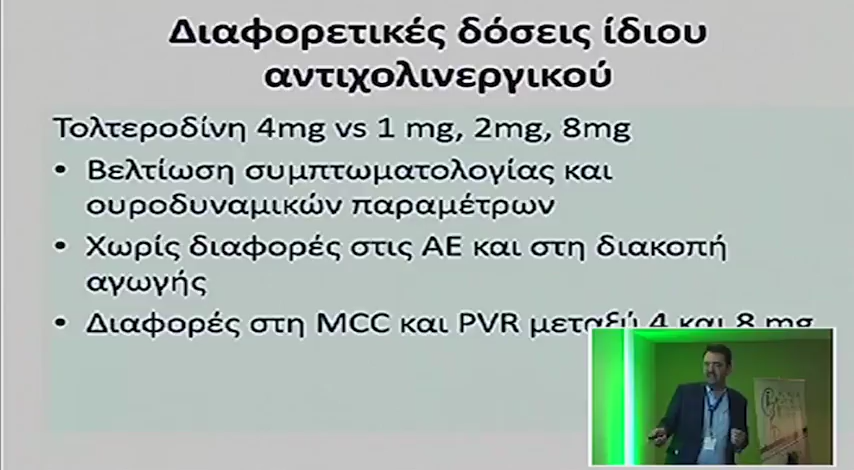 Διαφορετικές δόσεις ίδιου
αντιχολινεργικού
Τολτεροδίνη 4mg vs 1 mg, 2mg, 8mg
• Βελτίωση συμπτωματολογίας και
ουροδυναμικών παραμέτρων
• Χωρίς διαφορές στις ΑΕ και στη διακοπή
αγωγής
• Διαφορές στη MCC και PVR μεταξύ 4 και 8 mg